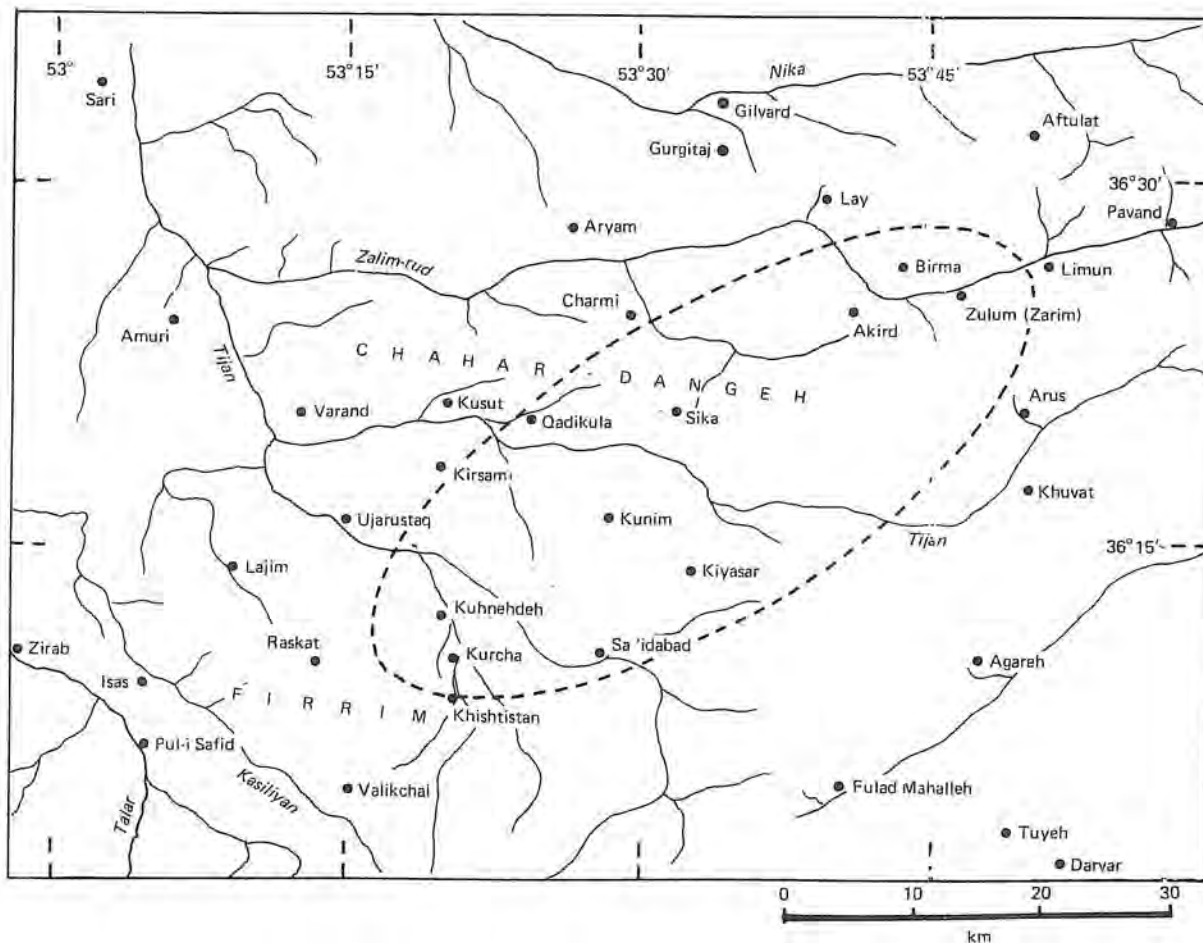 53°
53°15'
53°30'
53°45'
Nika
Sari
Gilvard
Aftulat
Gurgitaj
36°30'
Lay
Pavand
Aryam
Zalim-rud
Birma
Limun
Charmi
Zulum (Zarim)
Amuri
Akird
Tijan
CHAHAR DANGEH
Varand
Kusut
Qadikula
Sika
Arus
Kirsam
Khuvat
Ujarustaq
Kunim
Tijan
36°15'
Lajim
Kiyasar
Kuhnehdeh
Zirab
Raskat
Kurcha
Sa'idabad
Agareh
Isas
FIRRIM
Khishtistan
Pul-i Safid
Kasiliyan
Valikchal
Fulad Mahalleh
Talar
Tuyeh
Darvar
0 10 20 30
km